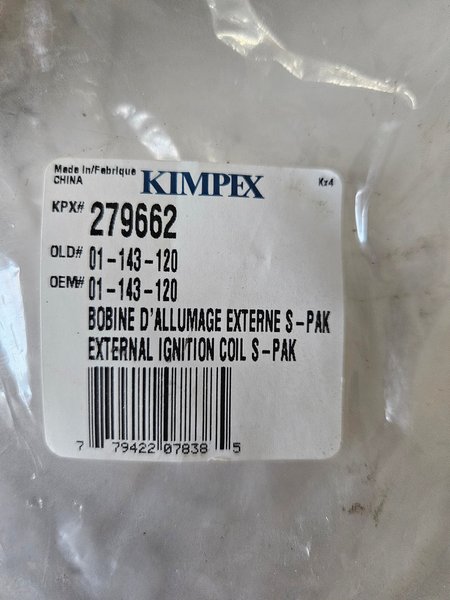 Made In/Fabrique
CHINA
KIMPEX
Kx4
KPX# 279662
OLD# 01-143-120
OEM# 01-143-120
BOBINE D'ALLUMAGE EXTERNE S-PAK
EXTERNAL IGNITION COIL S-PAK
7 79422 07838 5